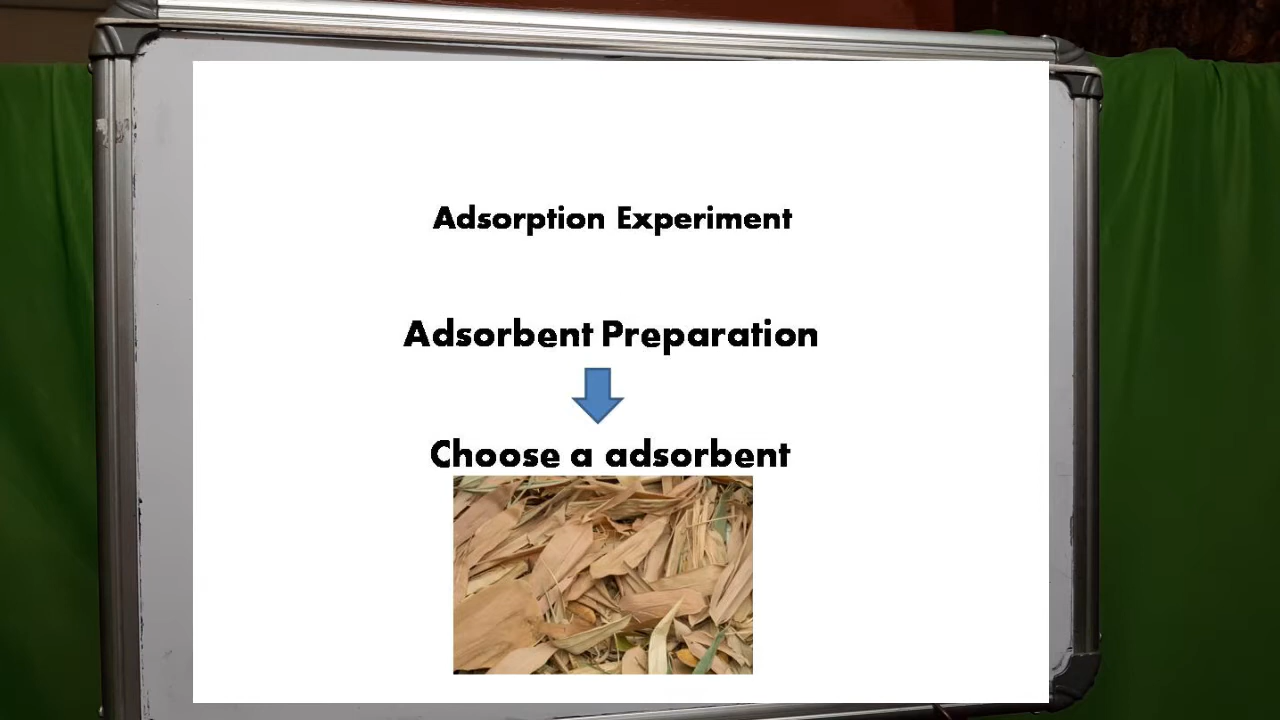 Adsorption Experiment
Adsorbent Preparation
Choose a adsorbent